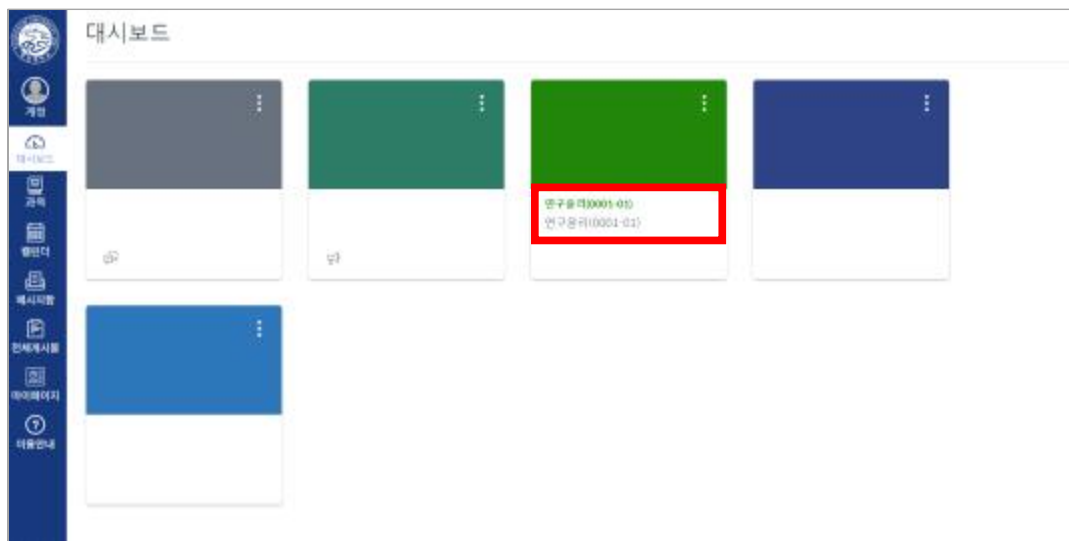 대시보드
계정
대시보드
과목
캘린더
메시지함
전체게시물
마이페이지
이용안내
연구윤리(0001-01)
연구윤리(0001-01)